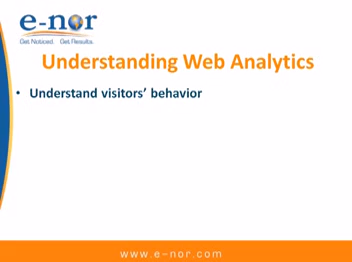 e-nor
Get Noticed. Get Results.
Understanding Web Analytics
• Understand visitors' behavior
www.e-nor.com